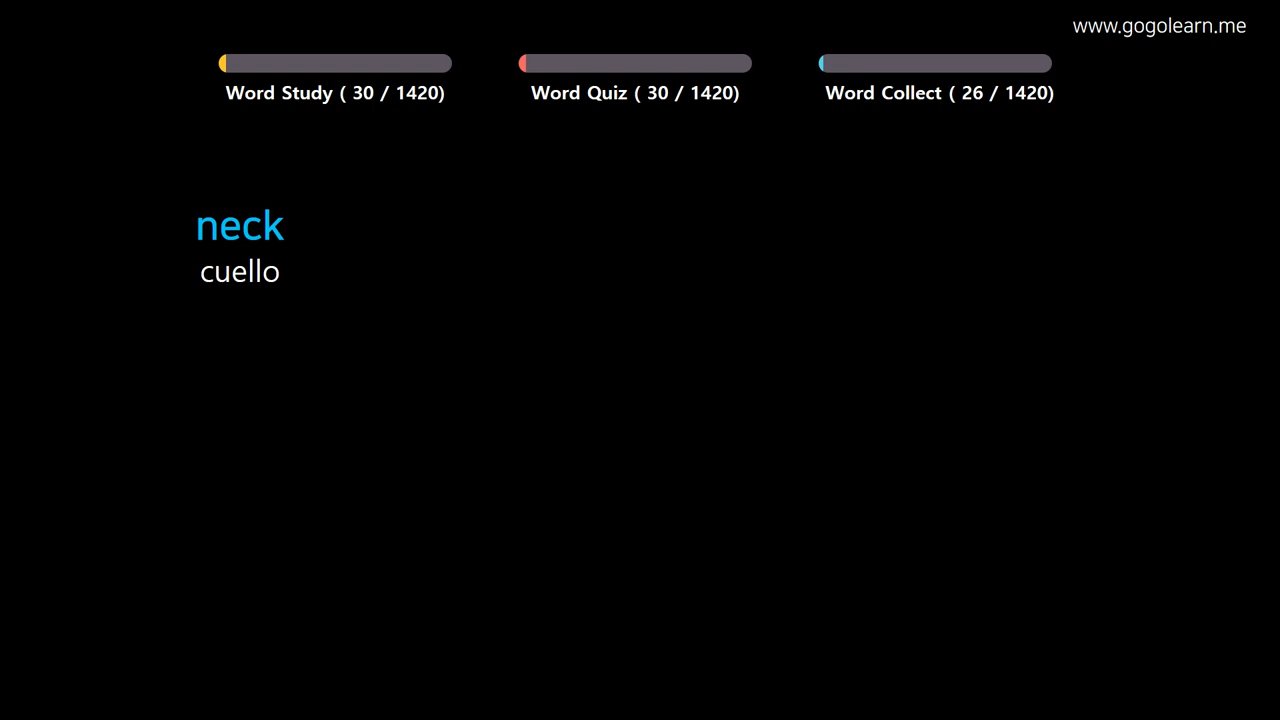 www.gogolearn.me
Word Study ( 30 / 1420)
Word Quiz ( 30 / 1420)
Word Collect ( 26 / 1420)
neck
cuello